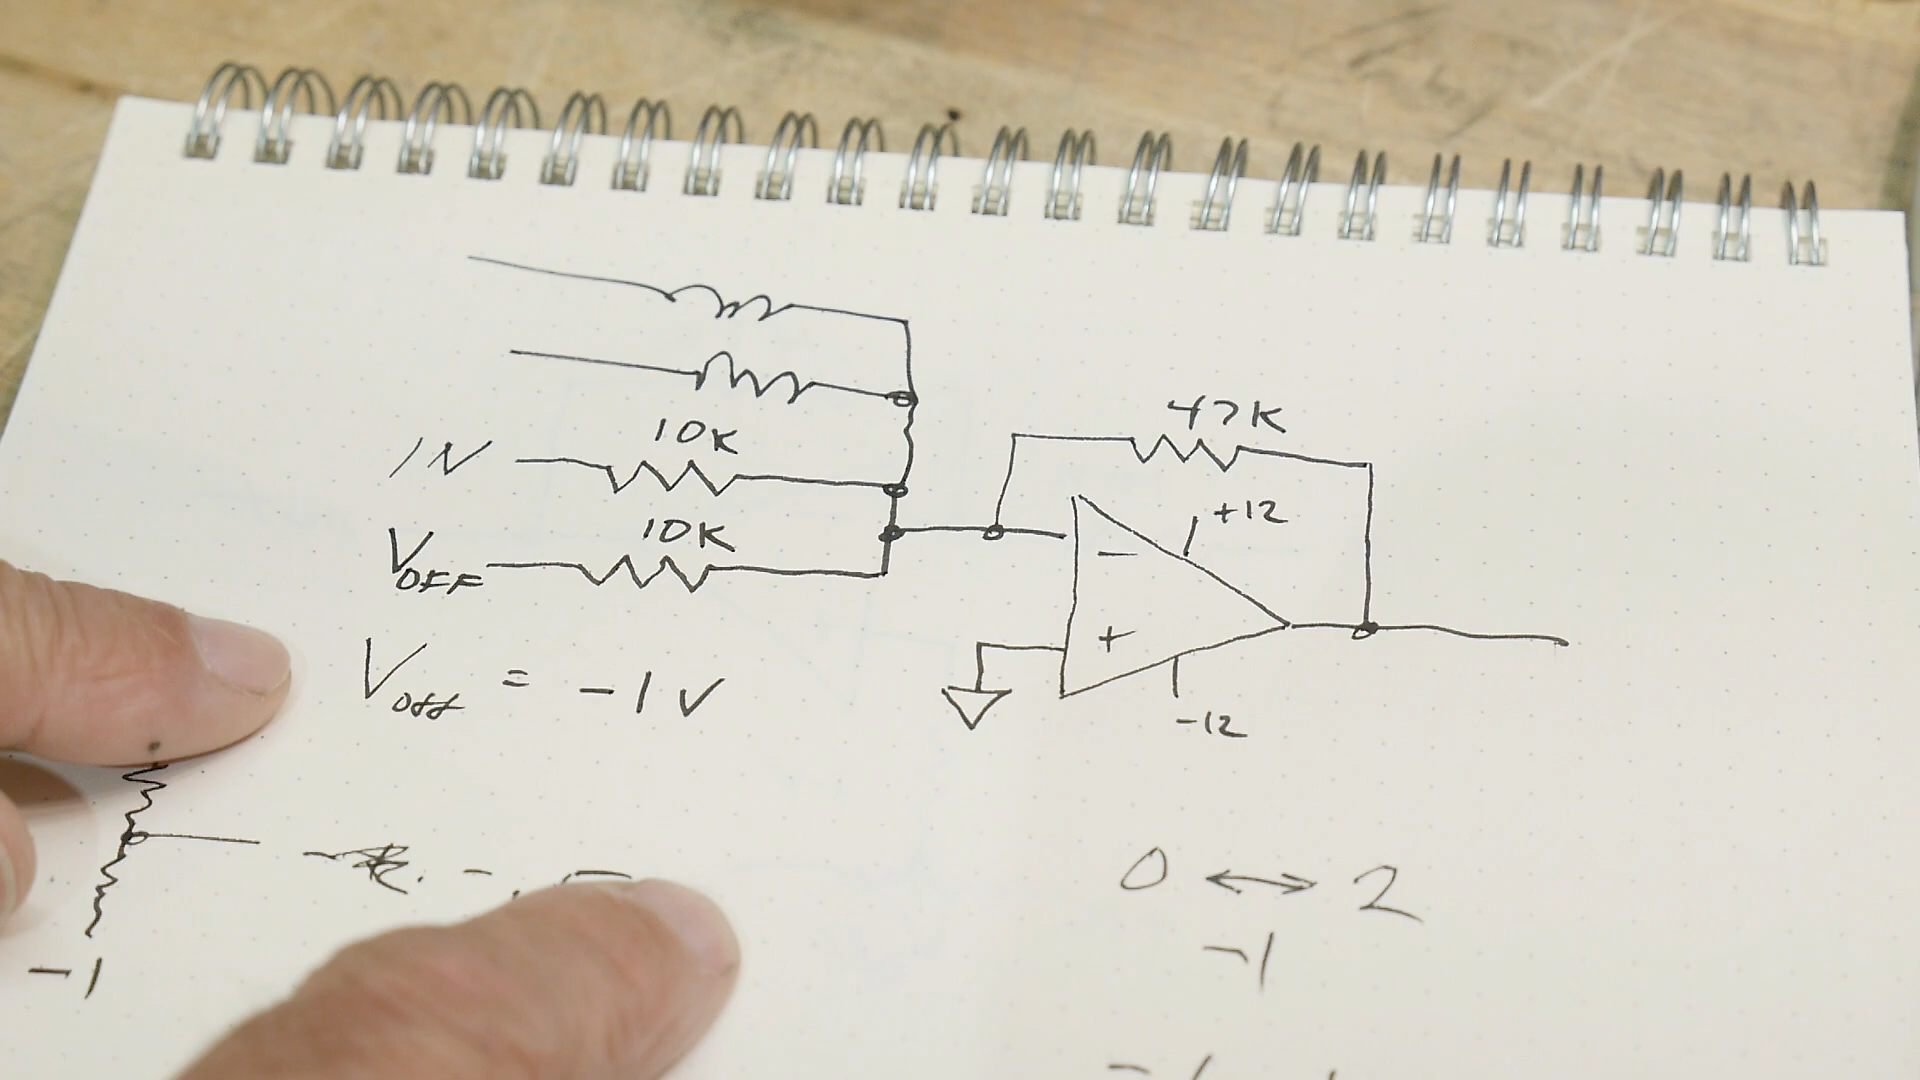 10K
47K
IN
+12
10K
VOFF
−
+
Voff = -1V
-12
0 ↔ 2
-1
-1